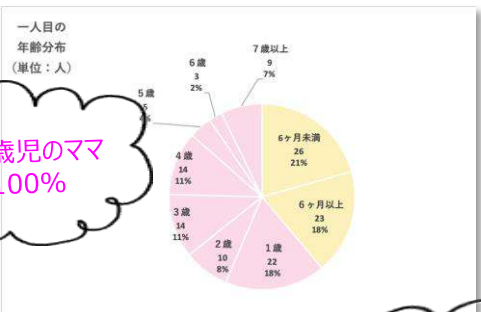 一人目の
年齢分布
（単位：人）
7歳以上
9
7%
6歳
3
2%
5歳
6ヶ月未満
26
21%
歳児のママ
100%
4歳
14
11%
6ヶ月以上
23
18%
3歳
14
11%
2歳
10
8%
1歳
22
18%